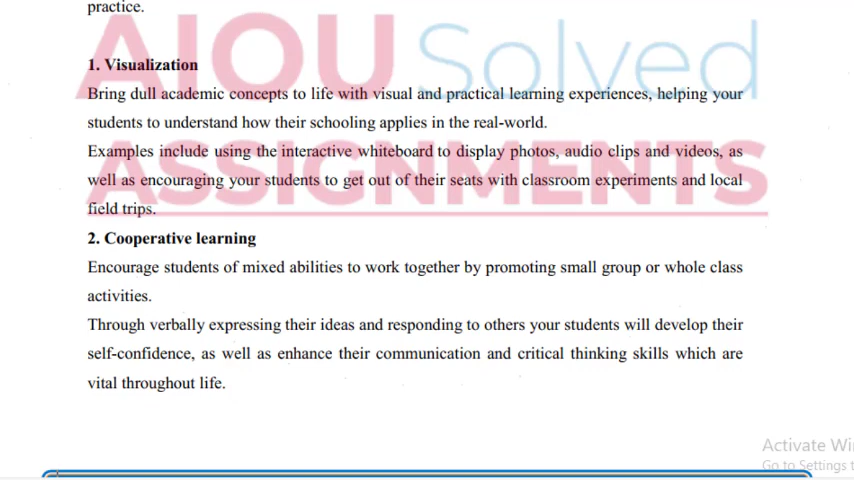 practice.
AIOU Solved
1. Visualization
Bring dull academic concepts to life with visual and practical learning experiences, helping your
students to understand how their schooling applies in the real-world.
Examples include using the interactive whiteboard to display photos, audio clips and videos, as
ASSIGNMENTS
well as encouraging your students to get out of their seats with classroom experiments and local
field trips.
2. Cooperative learning
Encourage students of mixed abilities to work together by promoting small group or whole class
activities.
Through verbally expressing their ideas and responding to others your students will develop their
self-confidence, as well as enhance their communication and critical thinking skills which are
vital throughout life.
Activate Wi
Go to Settings t